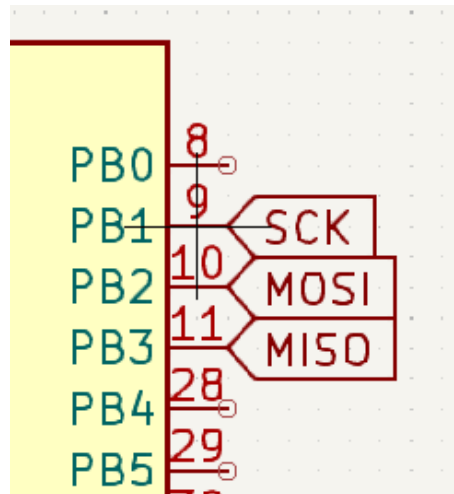 PB0 8
PB1 9 SCK
PB2 10 MOSI
PB3 11 MISO
PB4 28
PB5 29